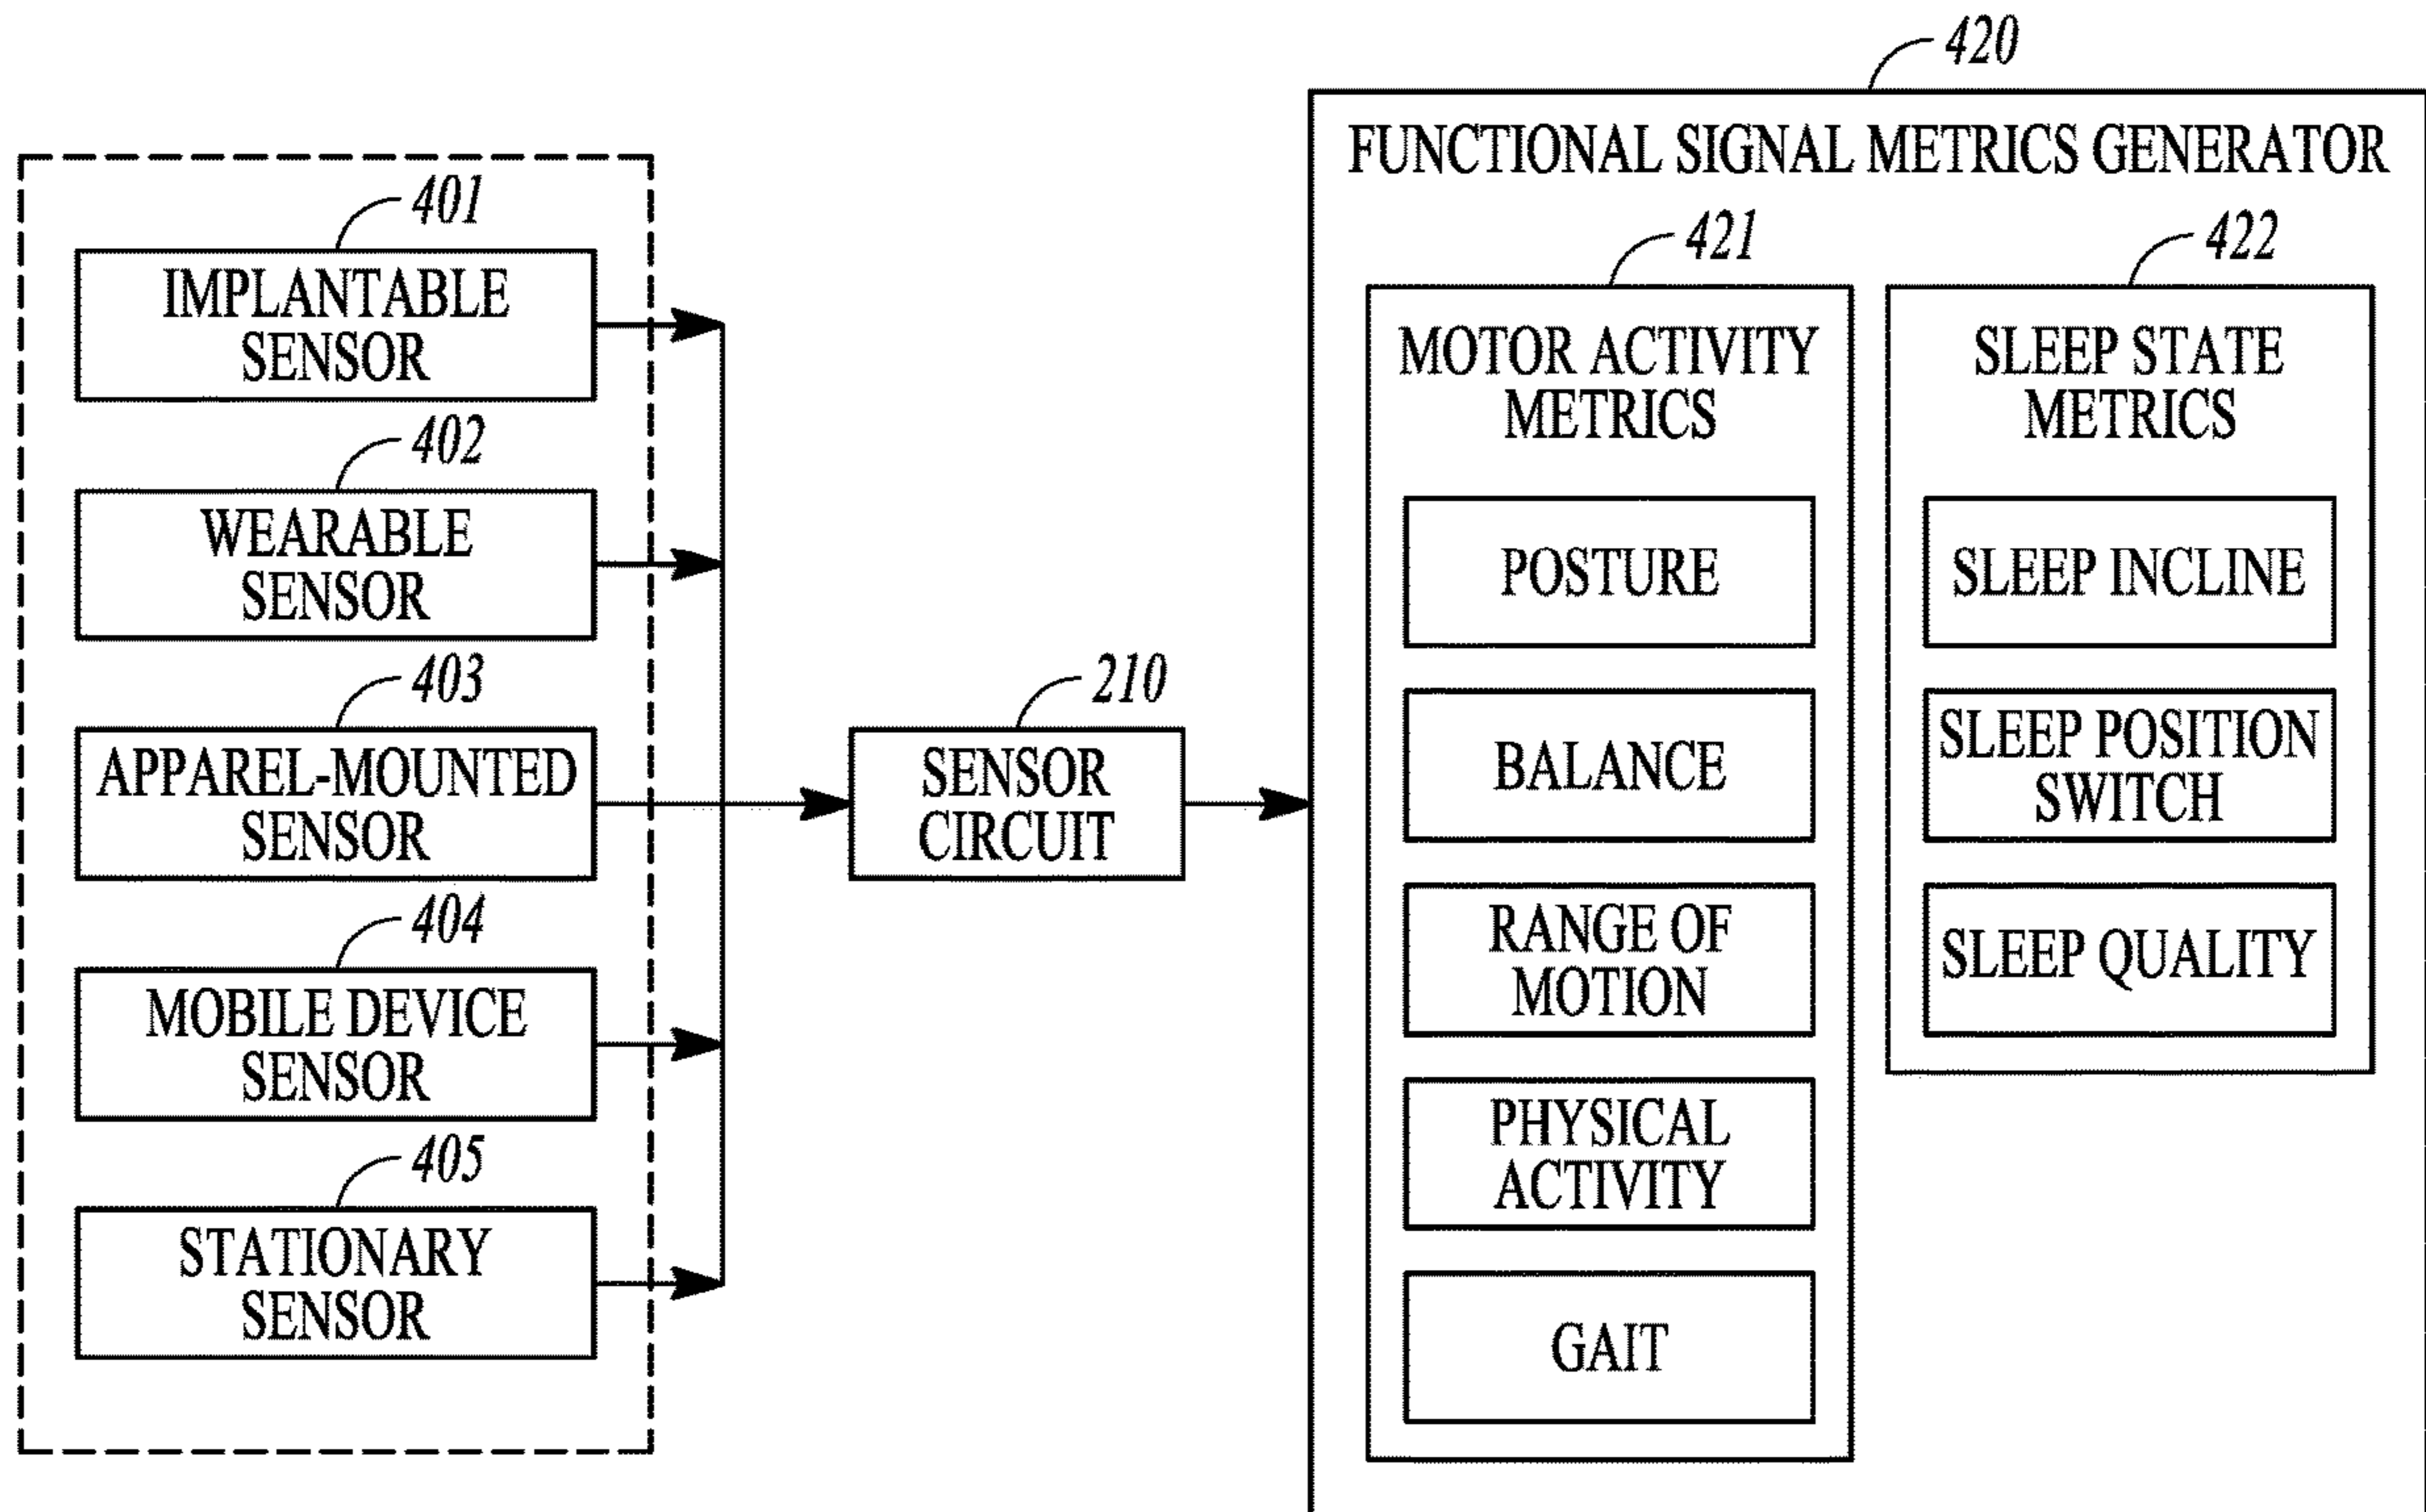 420
FUNCTIONAL SIGNAL METRICS GENERATOR
401
IMPLANTABLE
SENSOR
402
WEARABLE
SENSOR
403
APPAREL-MOUNTED
SENSOR
404
MOBILE DEVICE
SENSOR
405
STATIONARY
SENSOR
210
SENSOR
CIRCUIT
421
MOTOR ACTIVITY
METRICS
POSTURE
BALANCE
RANGE OF
MOTION
PHYSICAL
ACTIVITY
GAIT
422
SLEEP STATE
METRICS
SLEEP INCLINE
SLEEP POSITION
SWITCH
SLEEP QUALITY